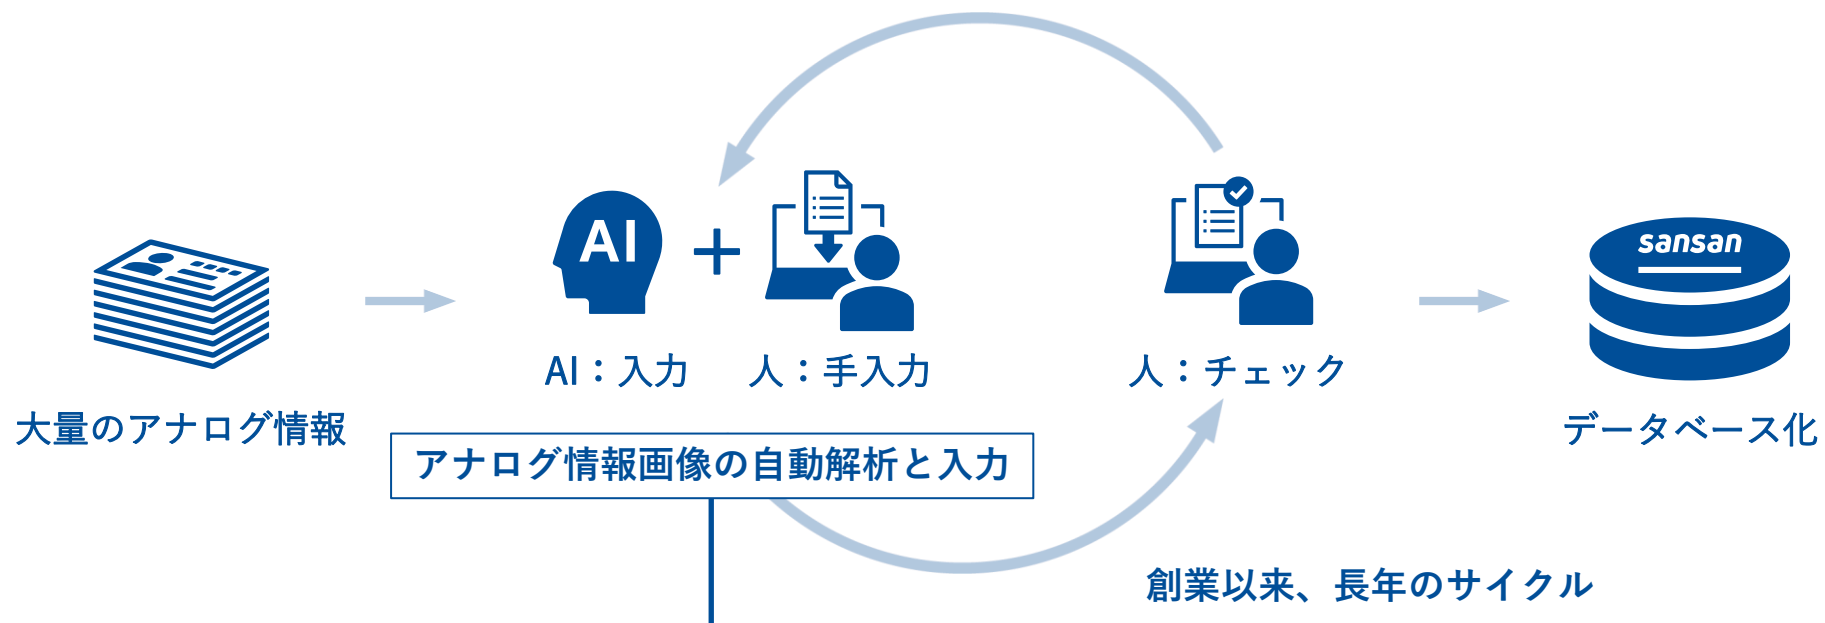 大量のアナログ情報
AI
AI：入力
人：手入力
アナログ情報画像の自動解析と入力
人：チェック
創業以来、長年のサイクル
sansan
データベース化